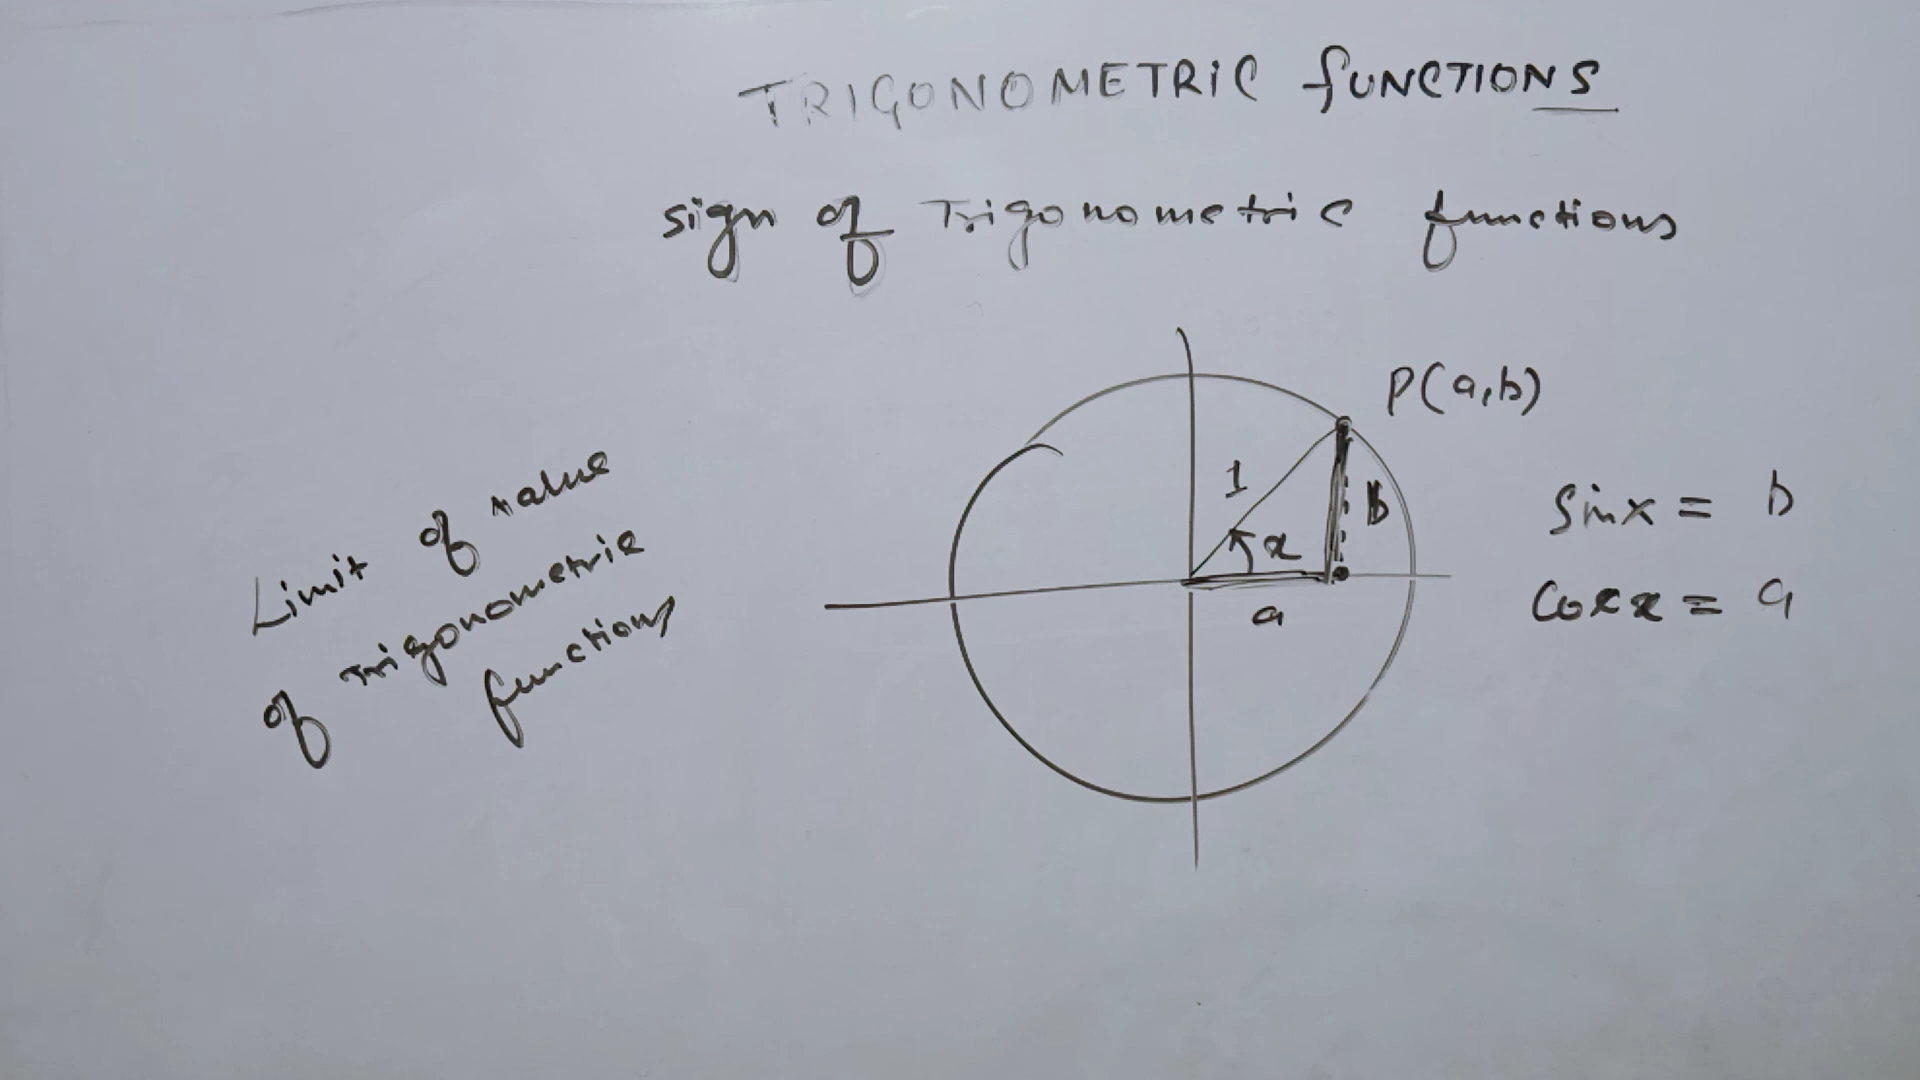 TRIGONOMETRIC fUNCTIONS
sign of Trigonometric functions
P(a,b)
1
b
x
a
Sinx = b
Cosx = a
Limit of value
of Trigonometric
functions